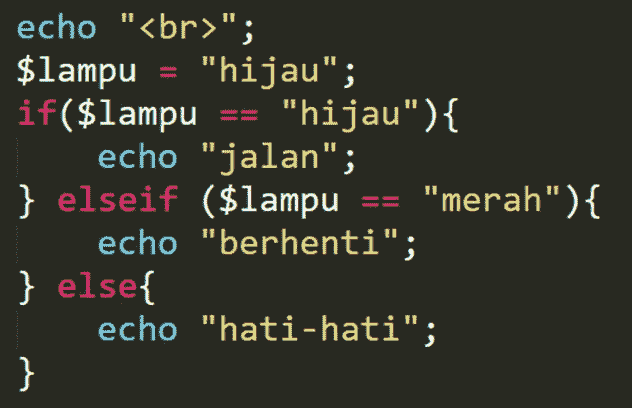 echo "<br>";
$lampu = "hijau";
if($lampu == "hijau"){
    echo "jalan";
} elseif ($lampu == "merah"){
    echo "berhenti";
} else{
    echo "hati-hati";
}